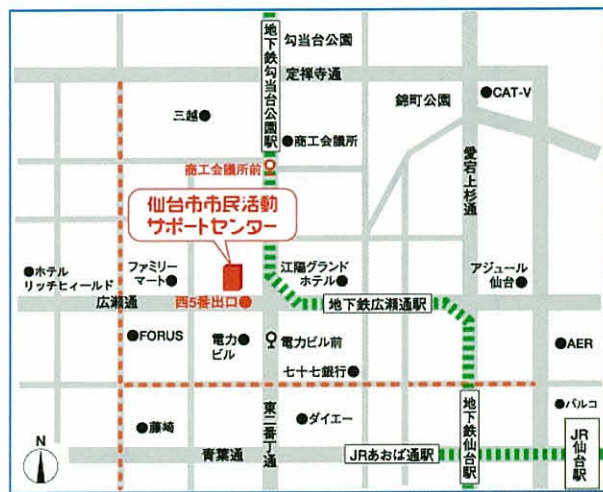 勾当台公園
地下鉄勾当台公園駅
定禅寺通
錦町公園
●CAT-V
三越●
●商工会議所
愛宕上杉通
商工会議所前
仙台市市民活動
サポートセンター
●ホテル
リッチフィールド
ファミリー
マート●
江陽グランド
ホテル●
アジュール
仙台●
広瀬通
西5番出口●
地下鉄広瀬通駅
●FORUS
電力●
ビル
電力ビル前
●AER
七十七銀行●
●藤崎
東二番丁通
●ダイエー
地下鉄仙台駅
●パルコ
N
青葉通
JRあおば通駅
JR
仙台駅